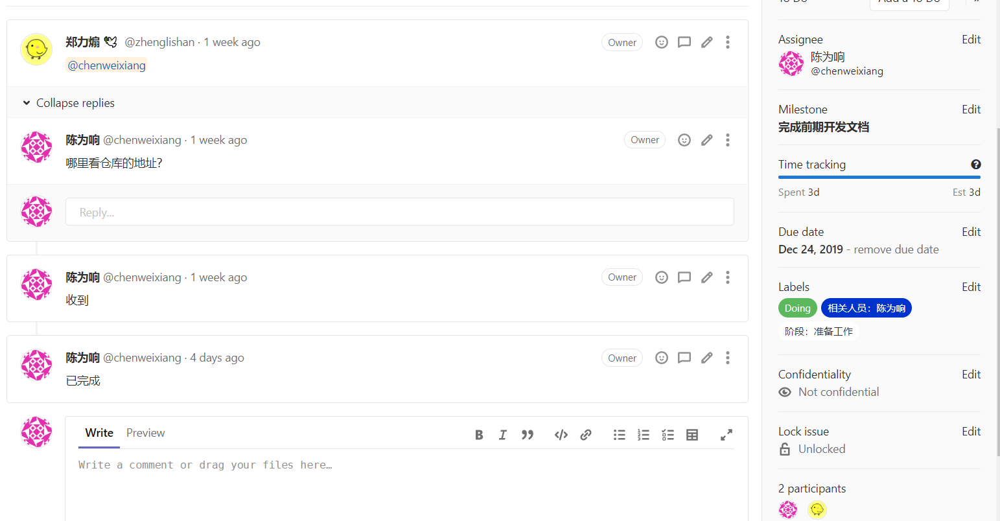 To Do
Add a To Do
»
郑力煽 🕊 @zhenglishan · 1 week ago
Owner
@chenweixiang
Collapse replies
陈为响 @chenweixiang · 1 week ago
Owner
哪里看仓库的地址?
Reply...
陈为响 @chenweixiang · 1 week ago
Owner
收到
陈为响 @chenweixiang · 4 days ago
Owner
已完成
Write
Preview
Write a comment or drag your files here…
Assignee
Edit
陈为响
@chenweixiang
Milestone
Edit
完成前期开发文档
Time tracking
Spent 3d
Est 3d
Due date
Edit
Dec 24, 2019 - remove due date
Labels
Edit
Doing
相关人员：陈为响
阶段：准备工作
Confidentiality
Edit
Not confidential
Lock issue
Edit
Unlocked
2 participants